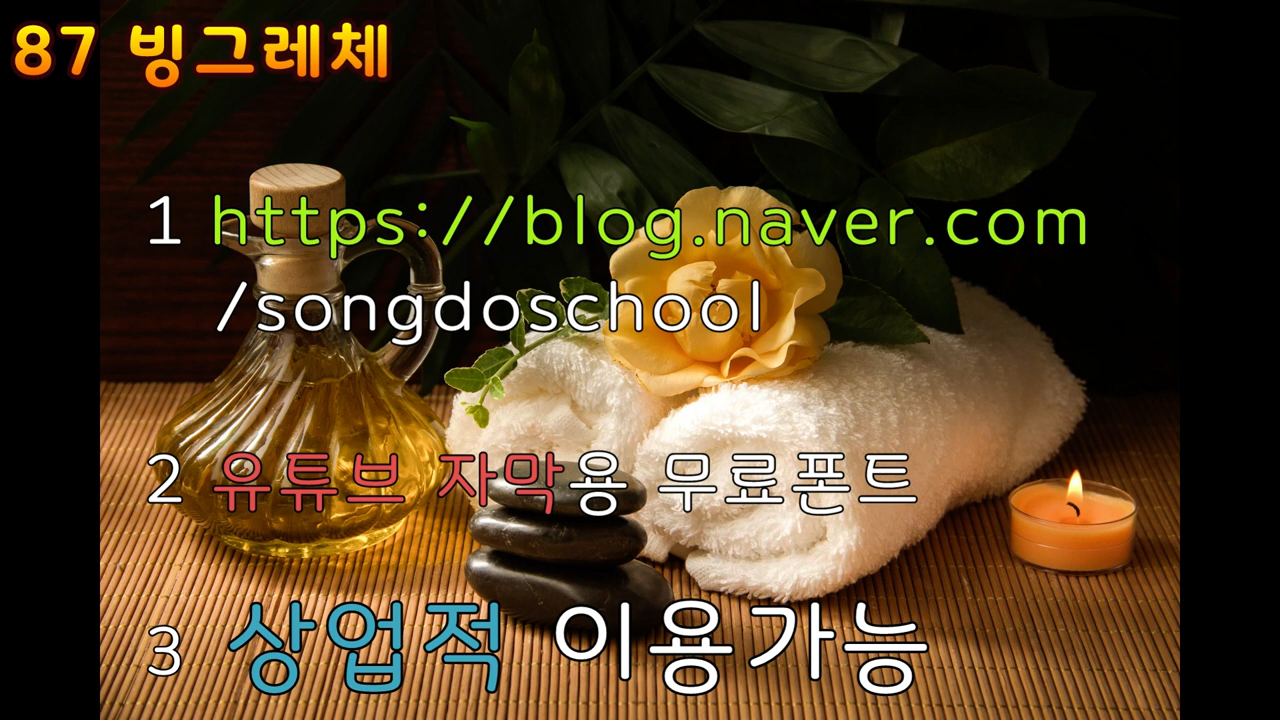 87 빙그레체
1 https://blog.naver.com
/songdoschool
2 유튜브 자막용 무료폰트
3 상업적 이용가능